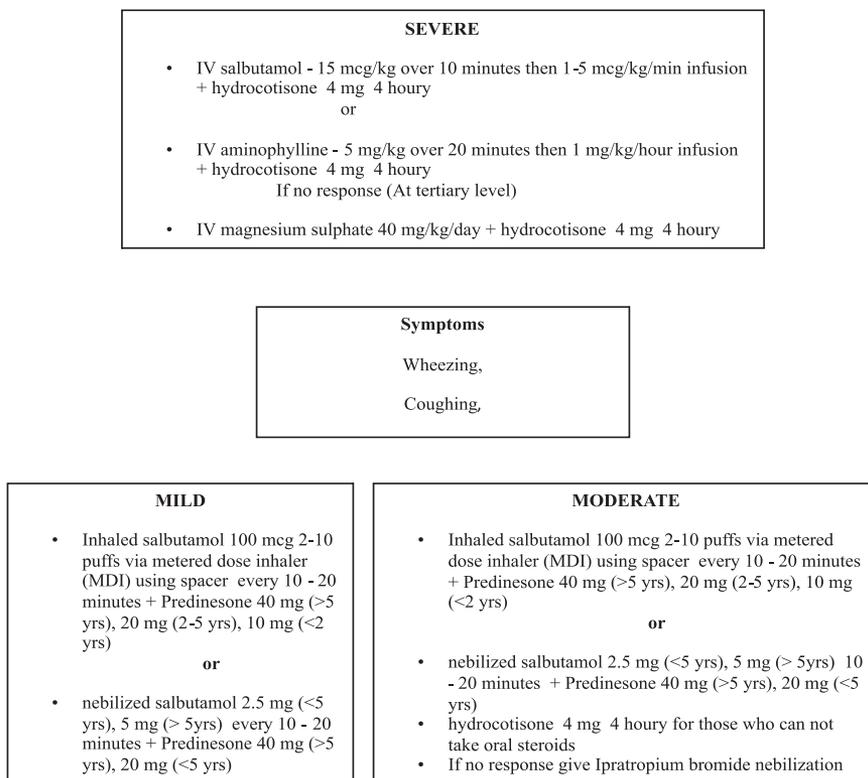 SEVERE
• IV salbutamol - 15 mcg/kg over 10 minutes then 1-5 mcg/kg/min infusion
+ hydrocotisone 4 mg 4 houry
or
• IV aminophylline - 5 mg/kg over 20 minutes then 1 mg/kg/hour infusion
+ hydrocotisone 4 mg 4 houry
If no response (At tertiary level)
• IV magnesium sulphate 40 mg/kg/day + hydrocotisone 4 mg 4 houry
Symptoms
Wheezing,
Coughing,
MILD
• Inhaled salbutamol 100 mcg 2-10
puffs via metered dose inhaler
(MDI) using spacer every 10 - 20
minutes + Predinesone 40 mg (>5
yrs), 20 mg (2-5 yrs), 10 mg (<2
yrs)
or
• nebilized salbutamol 2.5 mg (<5
yrs), 5 mg (> 5yrs) every 10 - 20
minutes + Predinesone 40 mg (>5
yrs), 20 mg (<5 yrs)
MODERATE
• Inhaled salbutamol 100 mcg 2-10 puffs via metered
dose inhaler (MDI) using spacer every 10 - 20 minutes
+ Predinesone 40 mg (>5 yrs), 20 mg (2-5 yrs), 10 mg
(<2 yrs)
or
• nebilized salbutamol 2.5 mg (<5 yrs), 5 mg (> 5yrs) 10
- 20 minutes + Predinesone 40 mg (>5 yrs), 20 mg (<5
yrs)
• hydrocotisone 4 mg 4 houry for those who can not
take oral steroids
• If no response give Ipratropium bromide nebilization